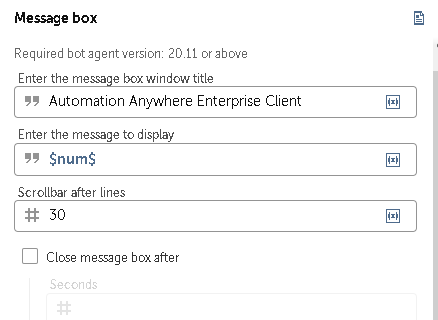 Message box
Required bot agent version: 20.11 or above
Enter the message box window title
Automation Anywhere Enterprise Client
(x)
Enter the message to display
$num$
(x)
Scrollbar after lines
# 30
(x)
Close message box after
Seconds
#